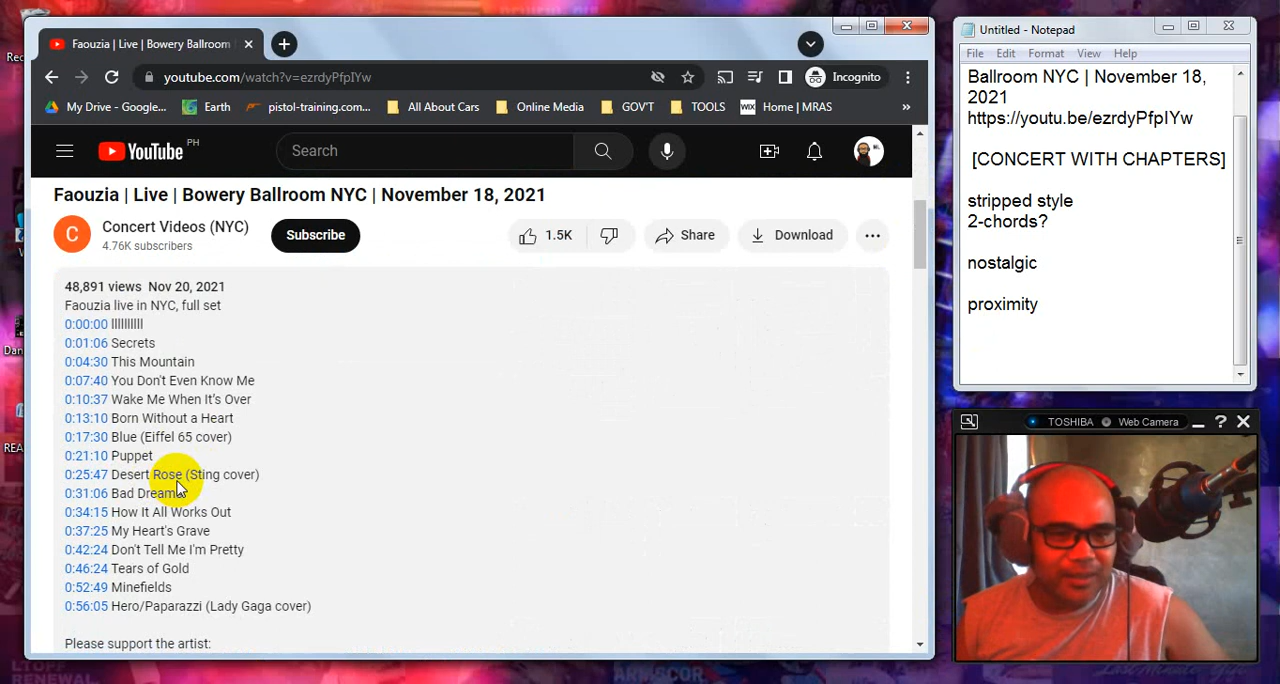 Faouzia | Live | Bowery Ballroom
youtube.com/watch?v=ezrdyPfpIYw
Incognito
My Drive - Google...
Earth
pistol-training.com...
All About Cars
Online Media
GOV'T
TOOLS
WIX
Home | MRAS
»
YouTube PH
Search
Faouzia | Live | Bowery Ballroom NYC | November 18, 2021
C
Concert Videos (NYC)
4.76K subscribers
Subscribe
1.5K
Share
Download
48,891 views Nov 20, 2021
Faouzia live in NYC, full set
0:00:00 llllllllll
0:01:06 Secrets
0:04:30 This Mountain
0:07:40 You Don't Even Know Me
0:10:37 Wake Me When It's Over
0:13:10 Born Without a Heart
0:17:30 Blue (Eiffel 65 cover)
0:21:10 Puppet
0:25:47 Desert Rose (Sting cover)
0:31:06 Bad Dreams
0:34:15 How It All Works Out
0:37:25 My Heart's Grave
0:42:24 Don't Tell Me I'm Pretty
0:46:24 Tears of Gold
0:52:49 Minefields
0:56:05 Hero/Paparazzi (Lady Gaga cover)
Please support the artist:
Untitled - Notepad
File Edit Format View Help
Ballroom NYC | November 18,
2021
https://youtu.be/ezrdyPfpIYw
[CONCERT WITH CHAPTERS]
stripped style
2-chords?
nostalgic
proximity
TOSHIBA Web Camera
RENEWAL
ARMSCOR